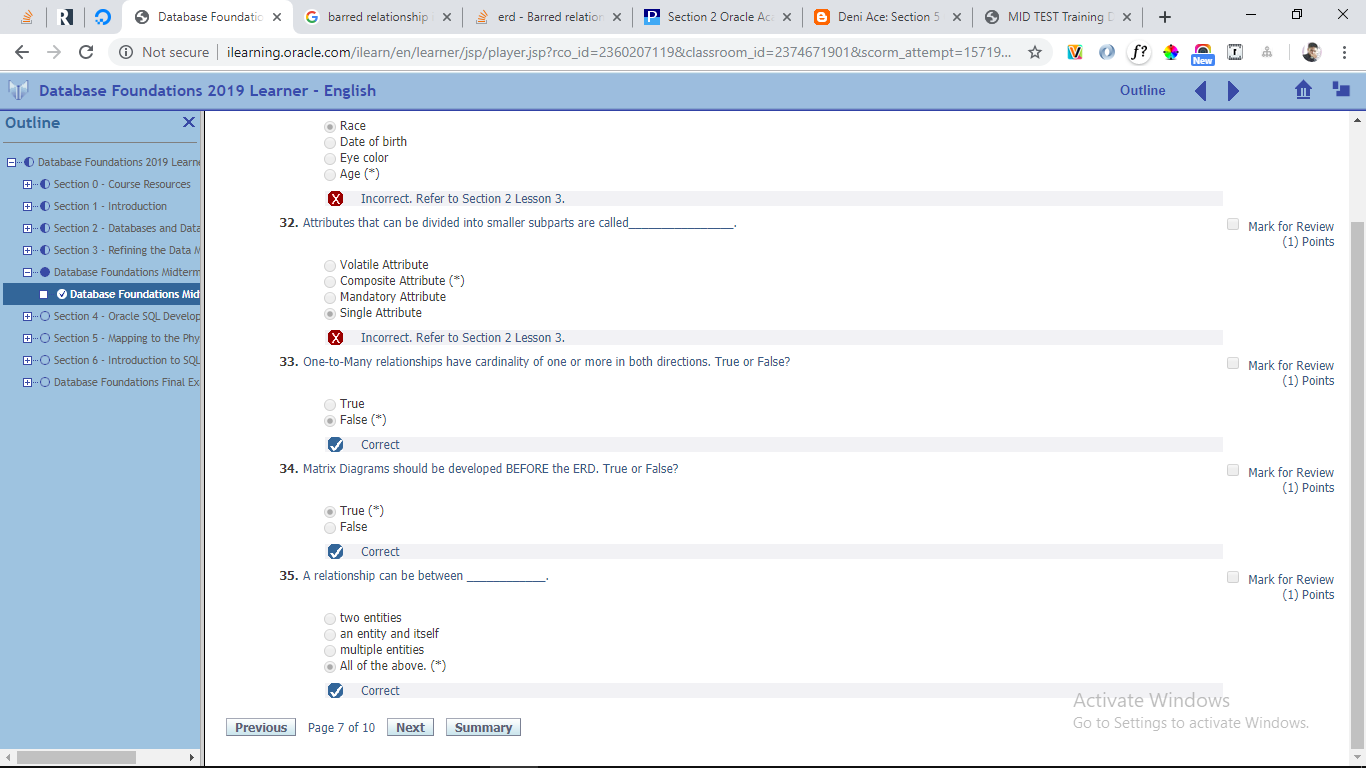 Database Foundatio
barred relationship
erd - Barred relation
Section 2 Oracle Aca
Deni Ace: Section 5
MID TEST Training D
Not secure
ilearning.oracle.com/ilearn/en/learner/jsp/player.jsp?rco_id=2360207119&classroom_id=2374671901&scorm_attempt=15719...
f?
New
Database Foundations 2019 Learner - English
Outline
Outline
Database Foundations 2019 Learne
Section 0 - Course Resources
Section 1 - Introduction
Section 2 - Databases and Data
Section 3 - Refining the Data M
Database Foundations Midterm
Database Foundations Mid
Section 4 - Oracle SQL Develop
Section 5 - Mapping to the Phy
Section 6 - Introduction to SQL
Database Foundations Final Ex
Race
Date of birth
Eye color
Age (*)
Incorrect. Refer to Section 2 Lesson 3.
32. Attributes that can be divided into smaller subparts are called________________.
Mark for Review
(1) Points
Volatile Attribute
Composite Attribute (*)
Mandatory Attribute
Single Attribute
Incorrect. Refer to Section 2 Lesson 3.
33. One-to-Many relationships have cardinality of one or more in both directions. True or False?
Mark for Review
(1) Points
True
False (*)
Correct
34. Matrix Diagrams should be developed BEFORE the ERD. True or False?
Mark for Review
(1) Points
True (*)
False
Correct
35. A relationship can be between ____________.
Mark for Review
(1) Points
two entities
an entity and itself
multiple entities
All of the above. (*)
Correct
Previous Page 7 of 10 Next Summary
Activate Windows
Go to Settings to activate Windows.